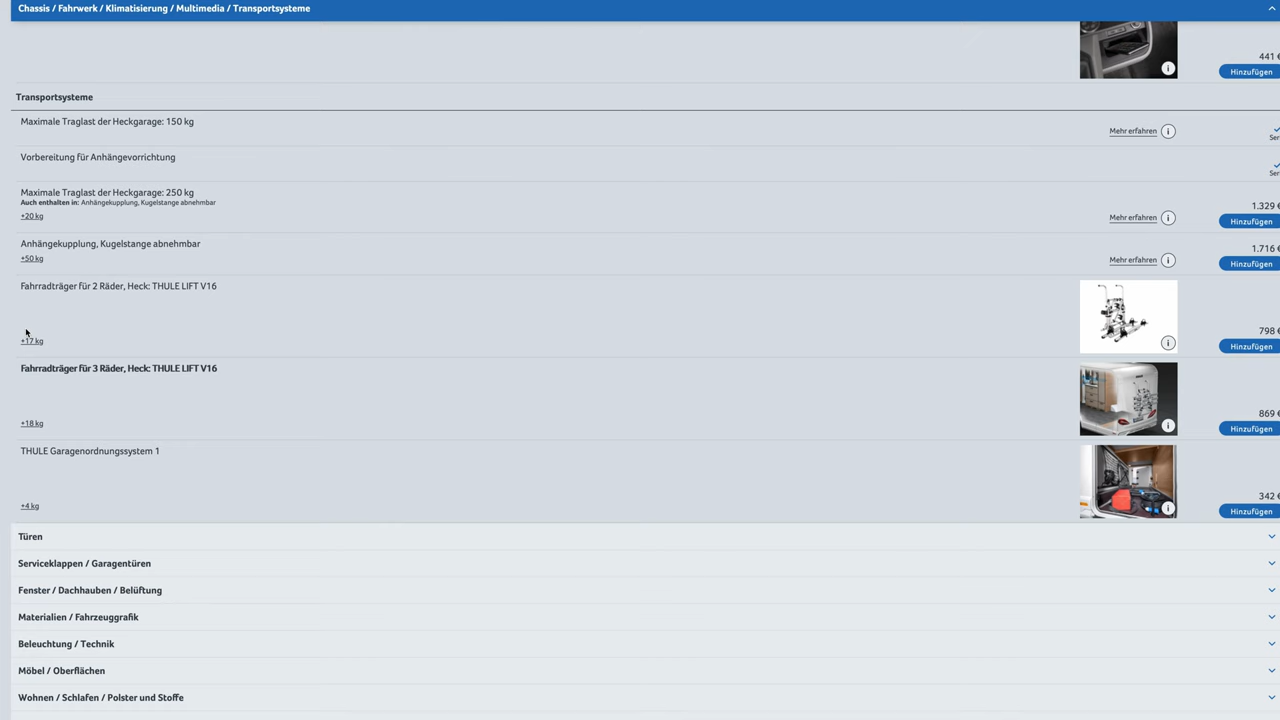 Chassis / Fahrwerk / Klimatisierung / Multimedia / Transportsysteme
441 €
Hinzufügen
Transportsysteme
Maximale Traglast der Heckgarage: 150 kg
Mehr erfahren
Ser
Vorbereitung für Anhängevorrichtung
Ser
Maximale Traglast der Heckgarage: 250 kg
Auch enthalten in: Anhängekupplung, Kugelstange abnehmbar
+20 kg
Mehr erfahren
1.329 €
Hinzufügen
Anhängekupplung, Kugelstange abnehmbar
+50 kg
Mehr erfahren
1.716 €
Hinzufügen
Fahrradträger für 2 Räder, Heck: THULE LIFT V16
+17 kg
798 €
Hinzufügen
Fahrradträger für 3 Räder, Heck: THULE LIFT V16
+18 kg
869 €
Hinzufügen
THULE Garagenordnungssystem 1
+4 kg
342 €
Hinzufügen
Türen
Serviceklappen / Garagentüren
Fenster / Dachhauben / Belüftung
Materialien / Fahrzeuggrafik
Beleuchtung / Technik
Möbel / Oberflächen
Wohnen / Schlafen / Polster und Stoffe